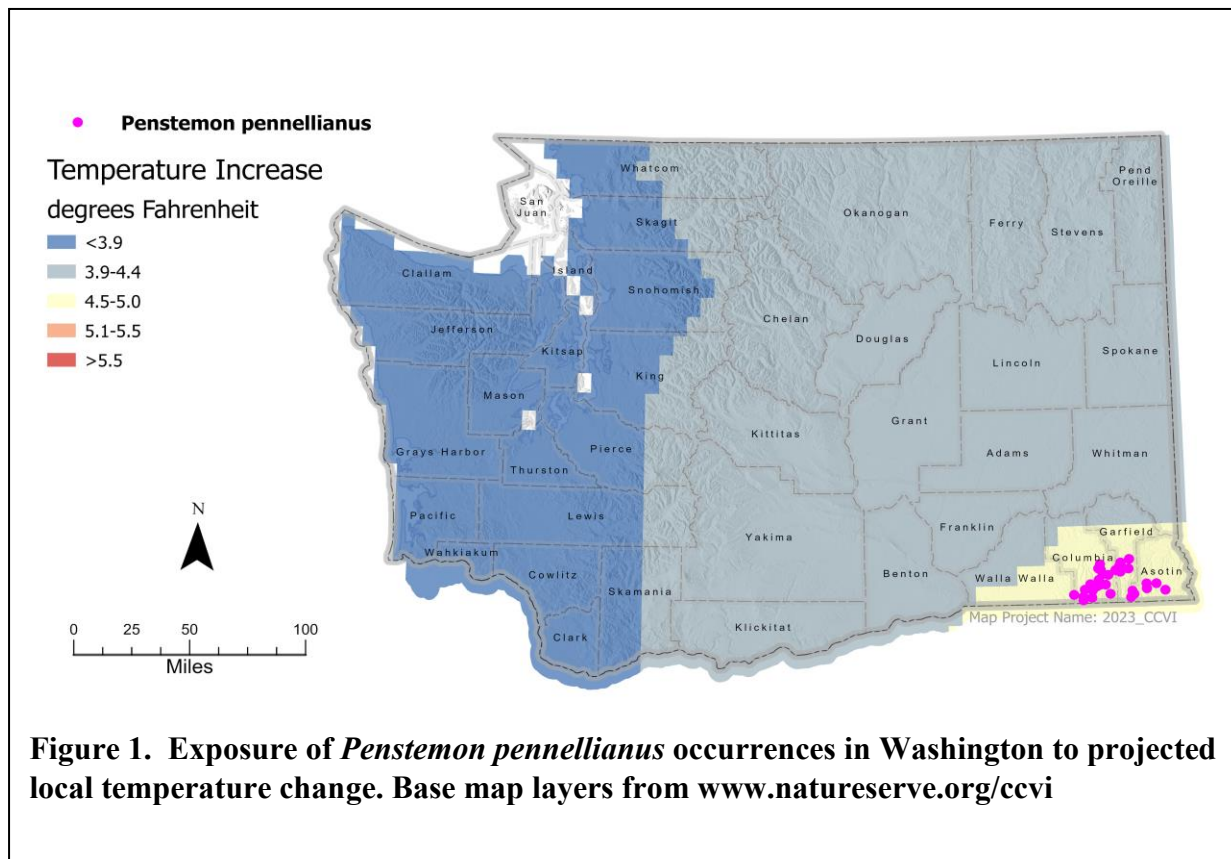 Penstemon pennellianus
Temperature Increase
degrees Fahrenheit
<3.9
3.9-4.4
4.5-5.0
5.1-5.5
>5.5
Whatcom
Pend
Oreille
San
Juan
Okanogan
Ferry
Stevens
Skagit
Island
Clallam
Snohomish
Chelan
Jefferson
Douglas
Kitsap
Lincoln
Spokane
King
Mason
Grant
Kittitas
Grays Harbor
Pierce
Adams
Whitman
Thurston
N
Pacific
Lewis
Yakima
Franklin
Garfield
Wahkiakum
Columbia
Cowlitz
Asotin
Skamania
Benton
Walla Walla
Map Project Name: 2023_CCVI
Klickitat
Clark
0 25 50 100
Miles
Figure 1. Exposure of Penstemon pennellianus occurrences in Washington to projected
local temperature change. Base map layers from www.natureserve.org/ccvi